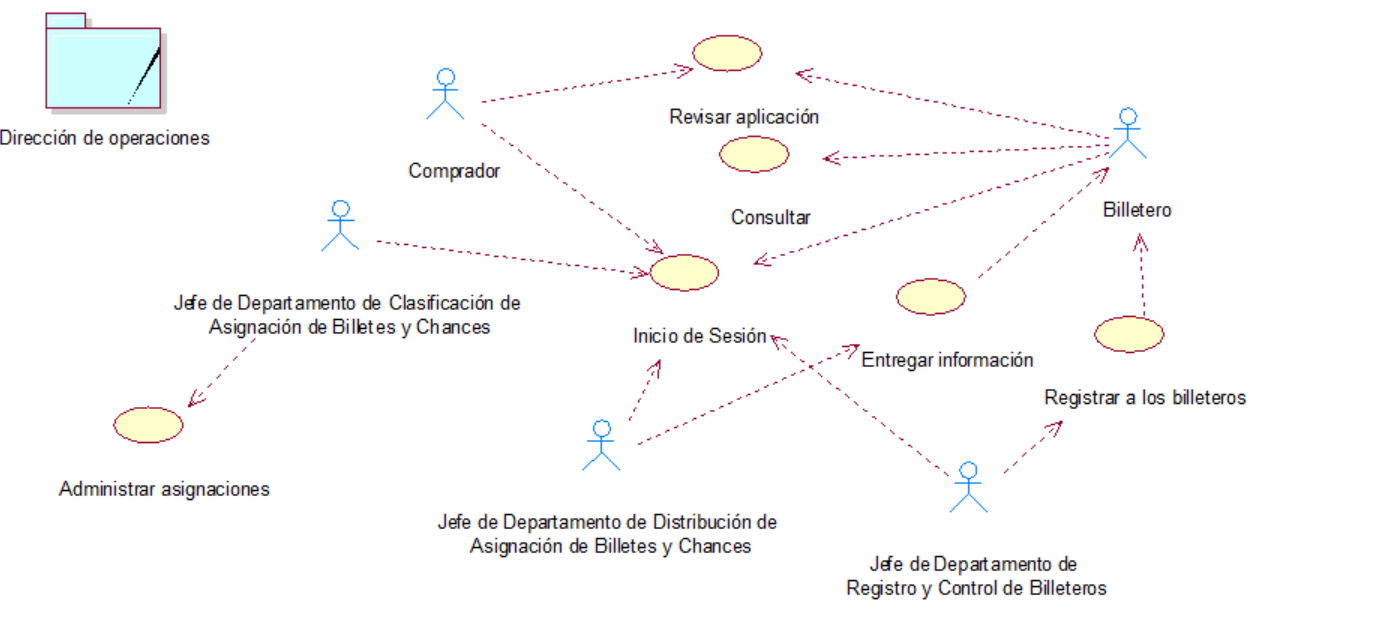 Dirección de operaciones
Revisar aplicación
Comprador
Consultar
Billetero
Jefe de Departamento de Clasificación de
Asignación de Billetes y Chances
Inicio de Sesión
Entregar información
Registrar a los billeteros
Administrar asignaciones
Jefe de Departamento de Distribución de
Asignación de Billetes y Chances
Jefe de Departamento de
Registro y Control de Billeteros